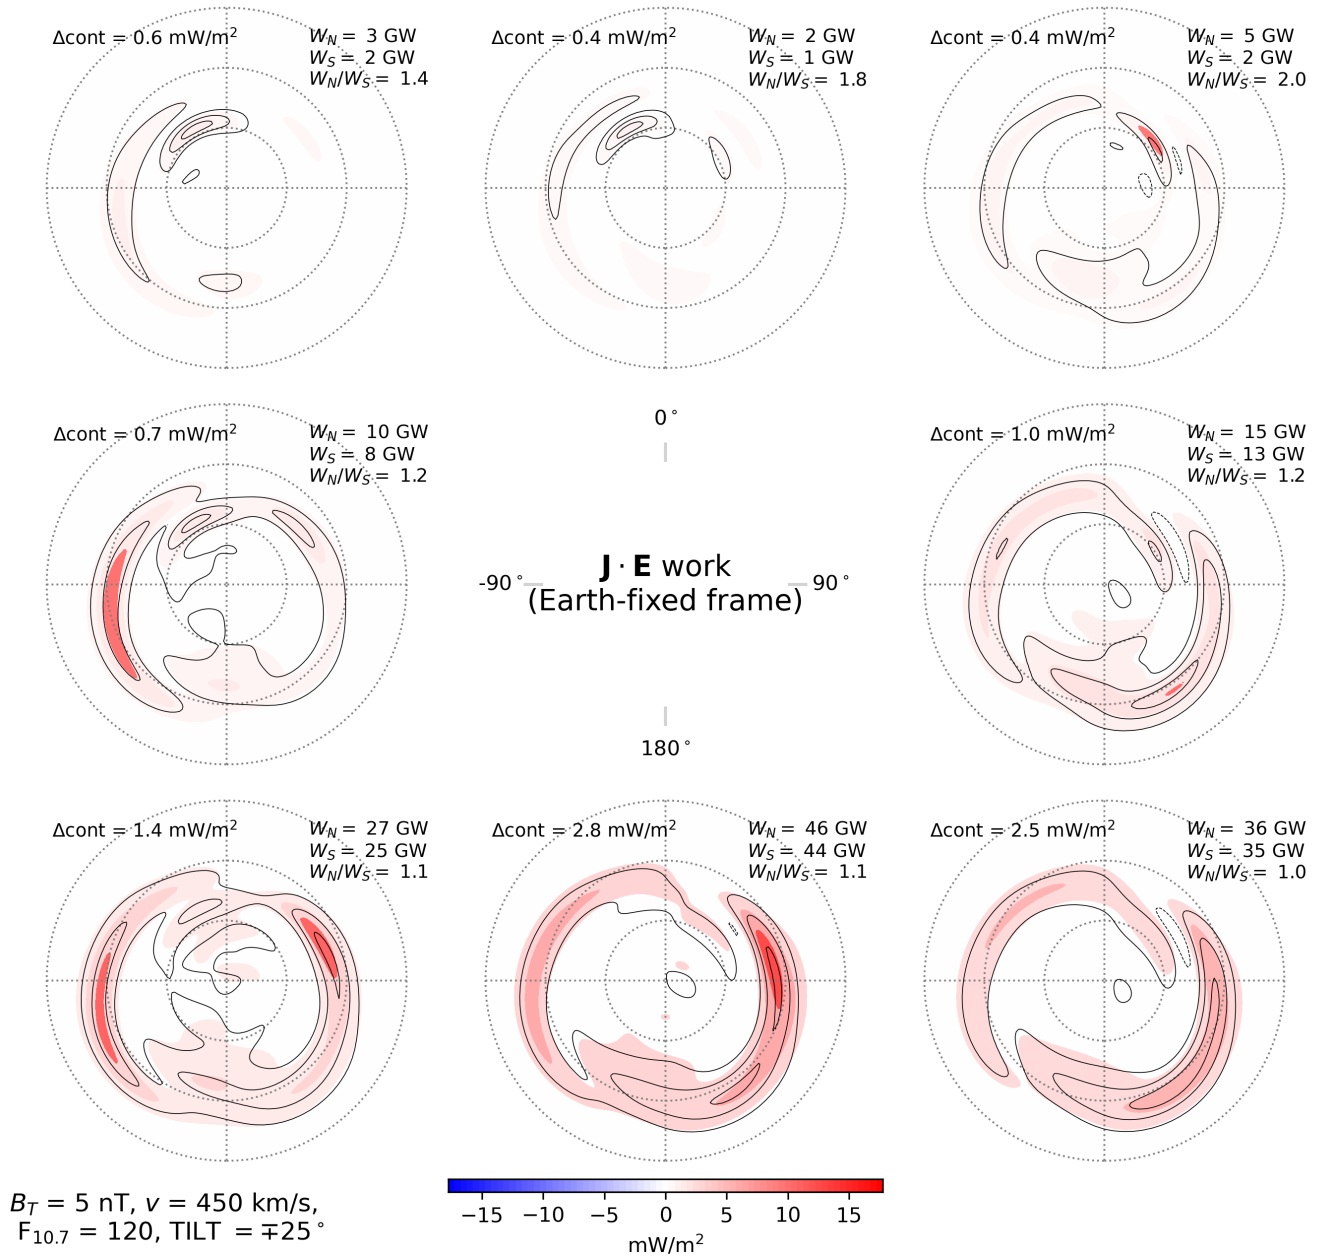 Δcont = 0.6 mW/m²
W_N = 3 GW
W_S = 2 GW
W_N/W_S = 1.4
Δcont = 0.4 mW/m²
W_N = 2 GW
W_S = 1 GW
W_N/W_S = 1.8
Δcont = 0.4 mW/m²
W_N = 5 GW
W_S = 2 GW
W_N/W_S = 2.0
Δcont = 0.7 mW/m²
W_N = 10 GW
W_S = 8 GW
W_N/W_S = 1.2
0°
-90°
J · E work
(Earth-fixed frame)
90°
180°
Δcont = 1.0 mW/m²
W_N = 15 GW
W_S = 13 GW
W_N/W_S = 1.2
Δcont = 1.4 mW/m²
W_N = 27 GW
W_S = 25 GW
W_N/W_S = 1.1
Δcont = 2.8 mW/m²
W_N = 46 GW
W_S = 44 GW
W_N/W_S = 1.1
Δcont = 2.5 mW/m²
W_N = 36 GW
W_S = 35 GW
W_N/W_S = 1.0
B_T = 5 nT, v = 450 km/s,
F_10.7 = 120, TILT = ∓25°
−15 −10 −5 0 5 10 15
mW/m²